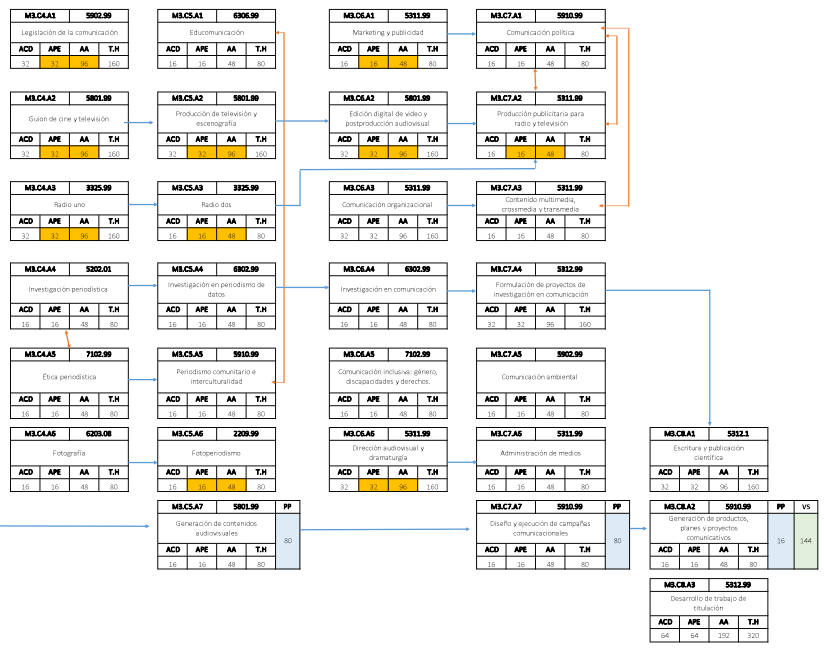 M3.C4.A1 5902.99
Legislación de la comunicación
ACD APE AA T.H
32 32 96 160
M3.C5.A1 6306.99
Educomunicación
ACD APE AA T.H
16 16 48 80
M3.C6.A1 5311.99
Marketing y publicidad
ACD APE AA T.H
16 16 48 80
M3.C7.A1 5910.99
Comunicación política
ACD APE AA T.H
16 16 48 80
M3.C4.A2 5801.99
Guion de cine y televisión
ACD APE AA T.H
32 32 96 160
M3.C5.A2 5801.99
Producción de televisión y
escenografía
ACD APE AA T.H
32 32 96 160
M3.C6.A2 5801.99
Edición digital de video y
postproducción audiovisual
ACD APE AA T.H
32 32 96 160
M3.C7.A2 5311.99
Producción publicitaria para
radio y televisión
ACD APE AA T.H
16 16 48 80
M3.C4.A3 3325.99
Radio uno
ACD APE AA T.H
32 32 96 160
M3.C5.A3 3325.99
Radio dos
ACD APE AA T.H
16 16 48 80
M3.C6.A3 5311.99
Comunicación organizacional
ACD APE AA T.H
32 32 96 160
M3.C7.A3 5311.99
Contenido multimedia,
crossmedia y transmedia
ACD APE AA T.H
16 16 48 80
M3.C4.A4 5202.01
Investigación periodística
ACD APE AA T.H
16 16 48 80
M3.C5.A4 6302.99
Investigación en periodismo de
datos
ACD APE AA T.H
16 16 48 80
M3.C6.A4 6302.99
Investigación en comunicación
ACD APE AA T.H
16 16 48 80
M3.C7.A4 5312.99
Formulación de proyectos de
investigación en comunicación
ACD APE AA T.H
32 32 96 160
M3.C4.A5 7102.99
Ética periodística
ACD APE AA T.H
16 16 48 80
M3.C5.A5 5910.99
Periodismo comunitario e
interculturalidad
ACD APE AA T.H
16 16 48 80
M3.C6.A5 7102.99
Comunicación inclusiva: género,
discapacidades y derechos.
ACD APE AA T.H
16 16 48 80
M3.C7.A5 5902.99
Comunicación ambiental
ACD APE AA T.H
16 16 48 80
M3.C4.A6 6203.08
Fotografía
ACD APE AA T.H
16 16 48 80
M3.C5.A6 2209.99
Fotoperiodismo
ACD APE AA T.H
16 16 48 80
M3.C6.A6 5311.99
Dirección audiovisual y
dramaturgia
ACD APE AA T.H
32 32 96 160
M3.C7.A6 5311.99
Administración de medios
ACD APE AA T.H
16 16 48 80
M3.C8.A1 5312.1
Escritura y publicación
científica
ACD APE AA T.H
32 32 96 160
M3.C5.A7 5801.99 PP
Generación de contenidos
audiovisuales
80
ACD APE AA T.H
16 16 48 80
M3.C7.A7 5910.99 PP
Diseño y ejecución de campañas
comunicacionales
80
ACD APE AA T.H
16 16 48 80
M3.C8.A2 5910.99 PP VS
Generación de productos,
planes y proyectos
comunicativos
16 144
ACD APE AA T.H
16 16 48 80
M3.C8.A3 5312.99
Desarrollo de trabajo de
titulación
ACD APE AA T.H
64 64 192 320